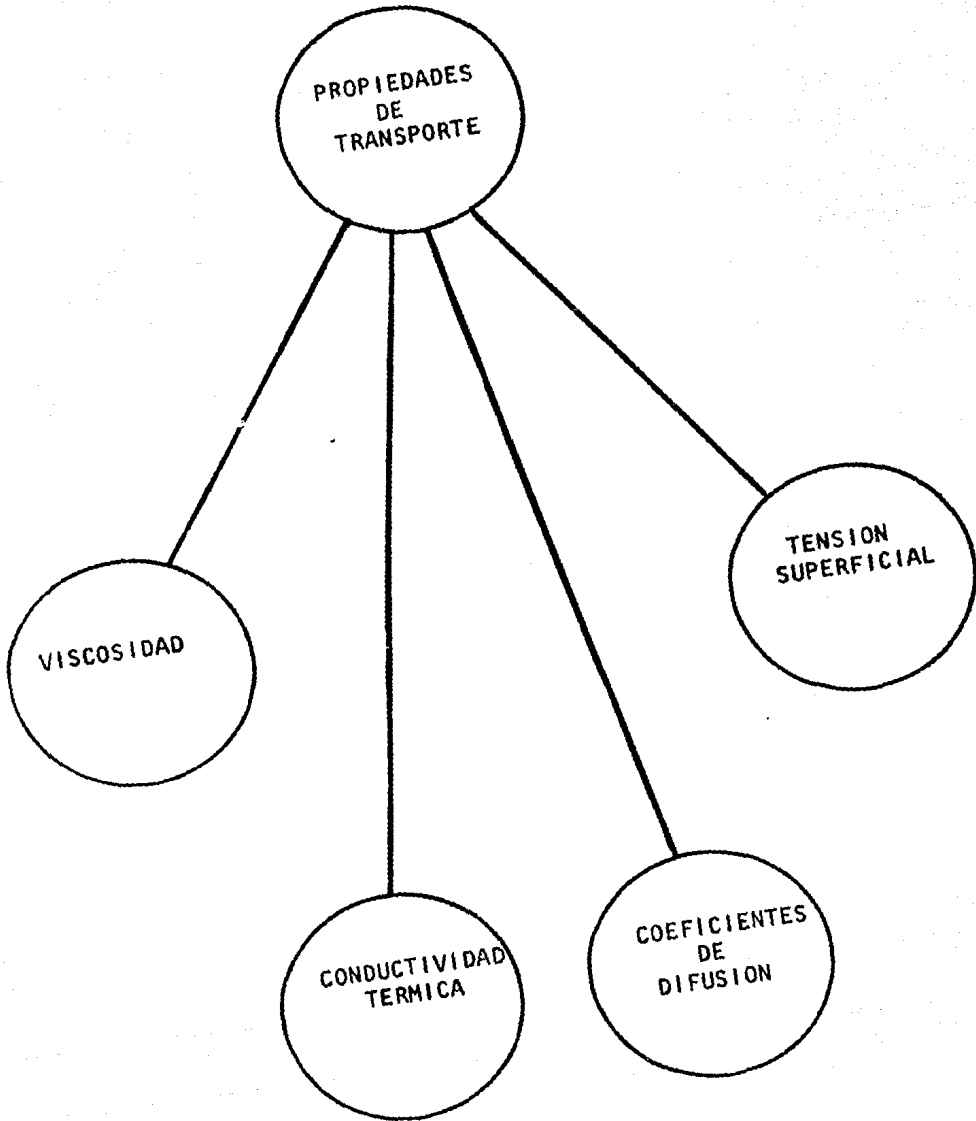 PROPIEDADES
DE
TRANSPORTE
TENSION
SUPERFICIAL
VISCOSIDAD
COEFICIENTES
DE
DIFUSION
CONDUCTIVIDAD
TERMICA